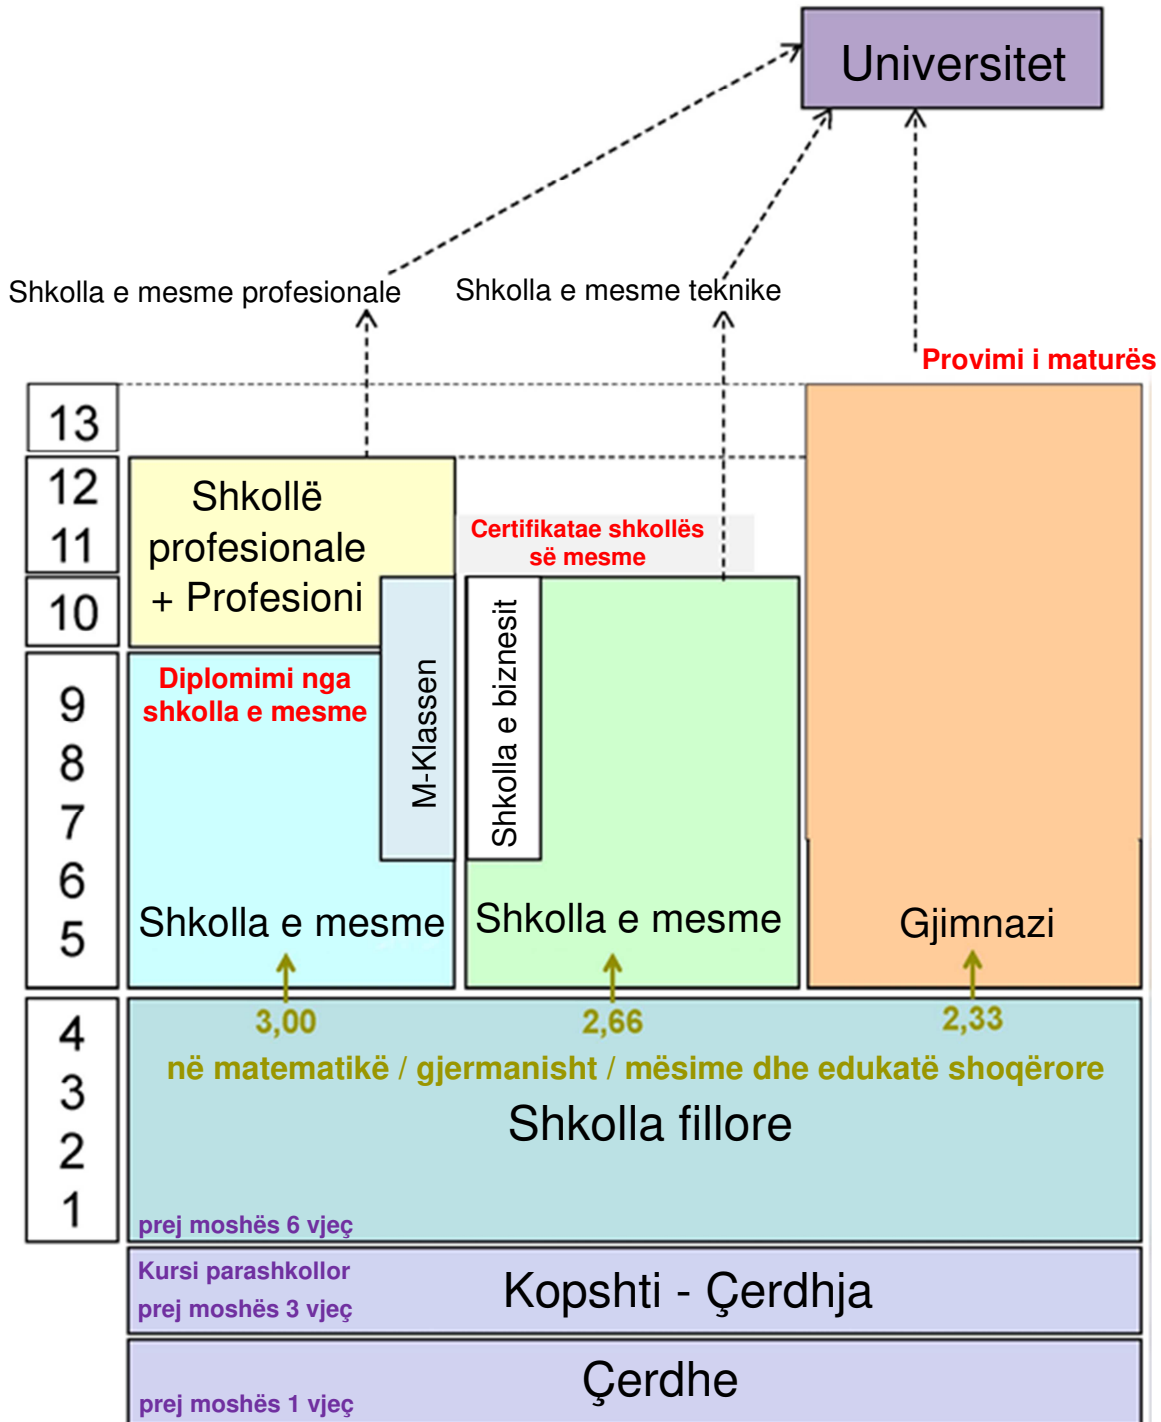 Universitet
Shkolla e mesme profesionale
Shkolla e mesme teknike
Provimi i maturës
13
12
11
10
9
8
7
6
5
4
3
2
1
Shkollë
profesionale
+ Profesioni
Certifikatae shkollës
së mesme
Diplomimi nga
shkolla e mesme
M-Klassen
Shkolla e biznesit
Shkolla e mesme
Shkolla e mesme
Gjimnazi
3,00
2,66
2,33
në matematikë / gjermanisht / mësime dhe edukatë shoqërore
Shkolla fillore
prej moshës 6 vjeç
Kursi parashkollor
prej moshës 3 vjeç
Kopshti - Çerdhja
Çerdhe
prej moshës 1 vjeç